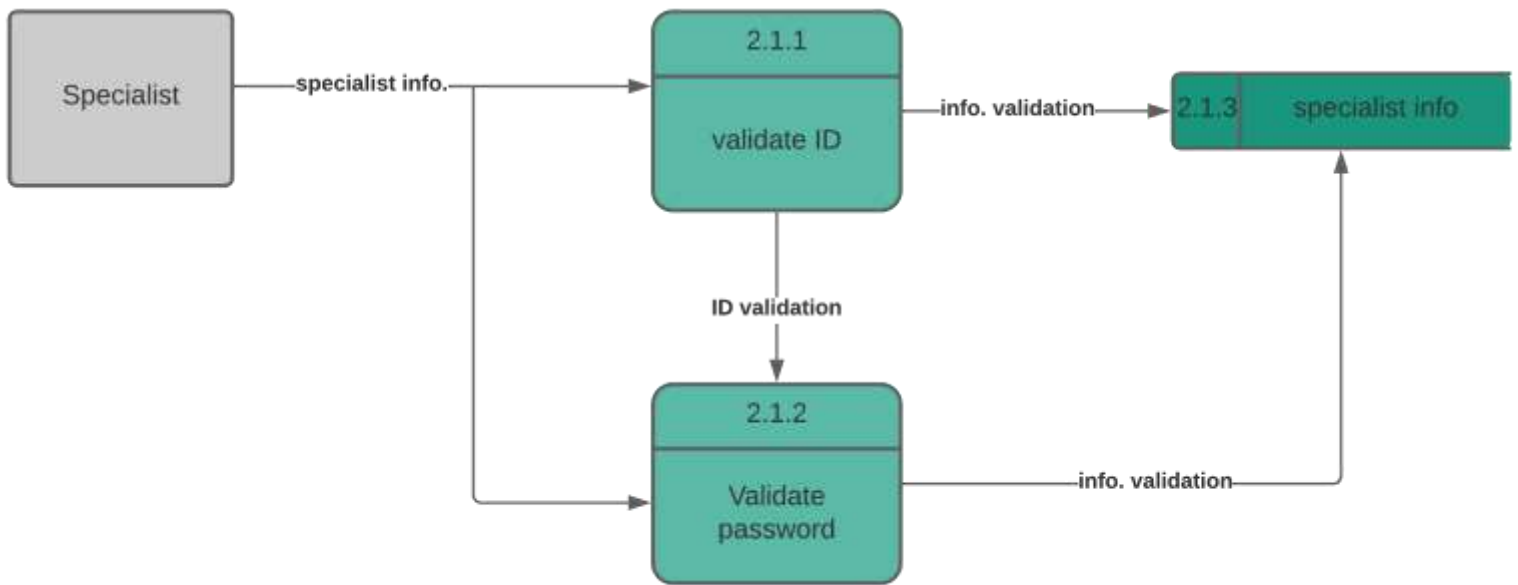 2.1.1
Specialist
specialist info.
validate ID
info. validation
2.1.3
specialist info
ID validation
2.1.2
Validate
password
info. validation